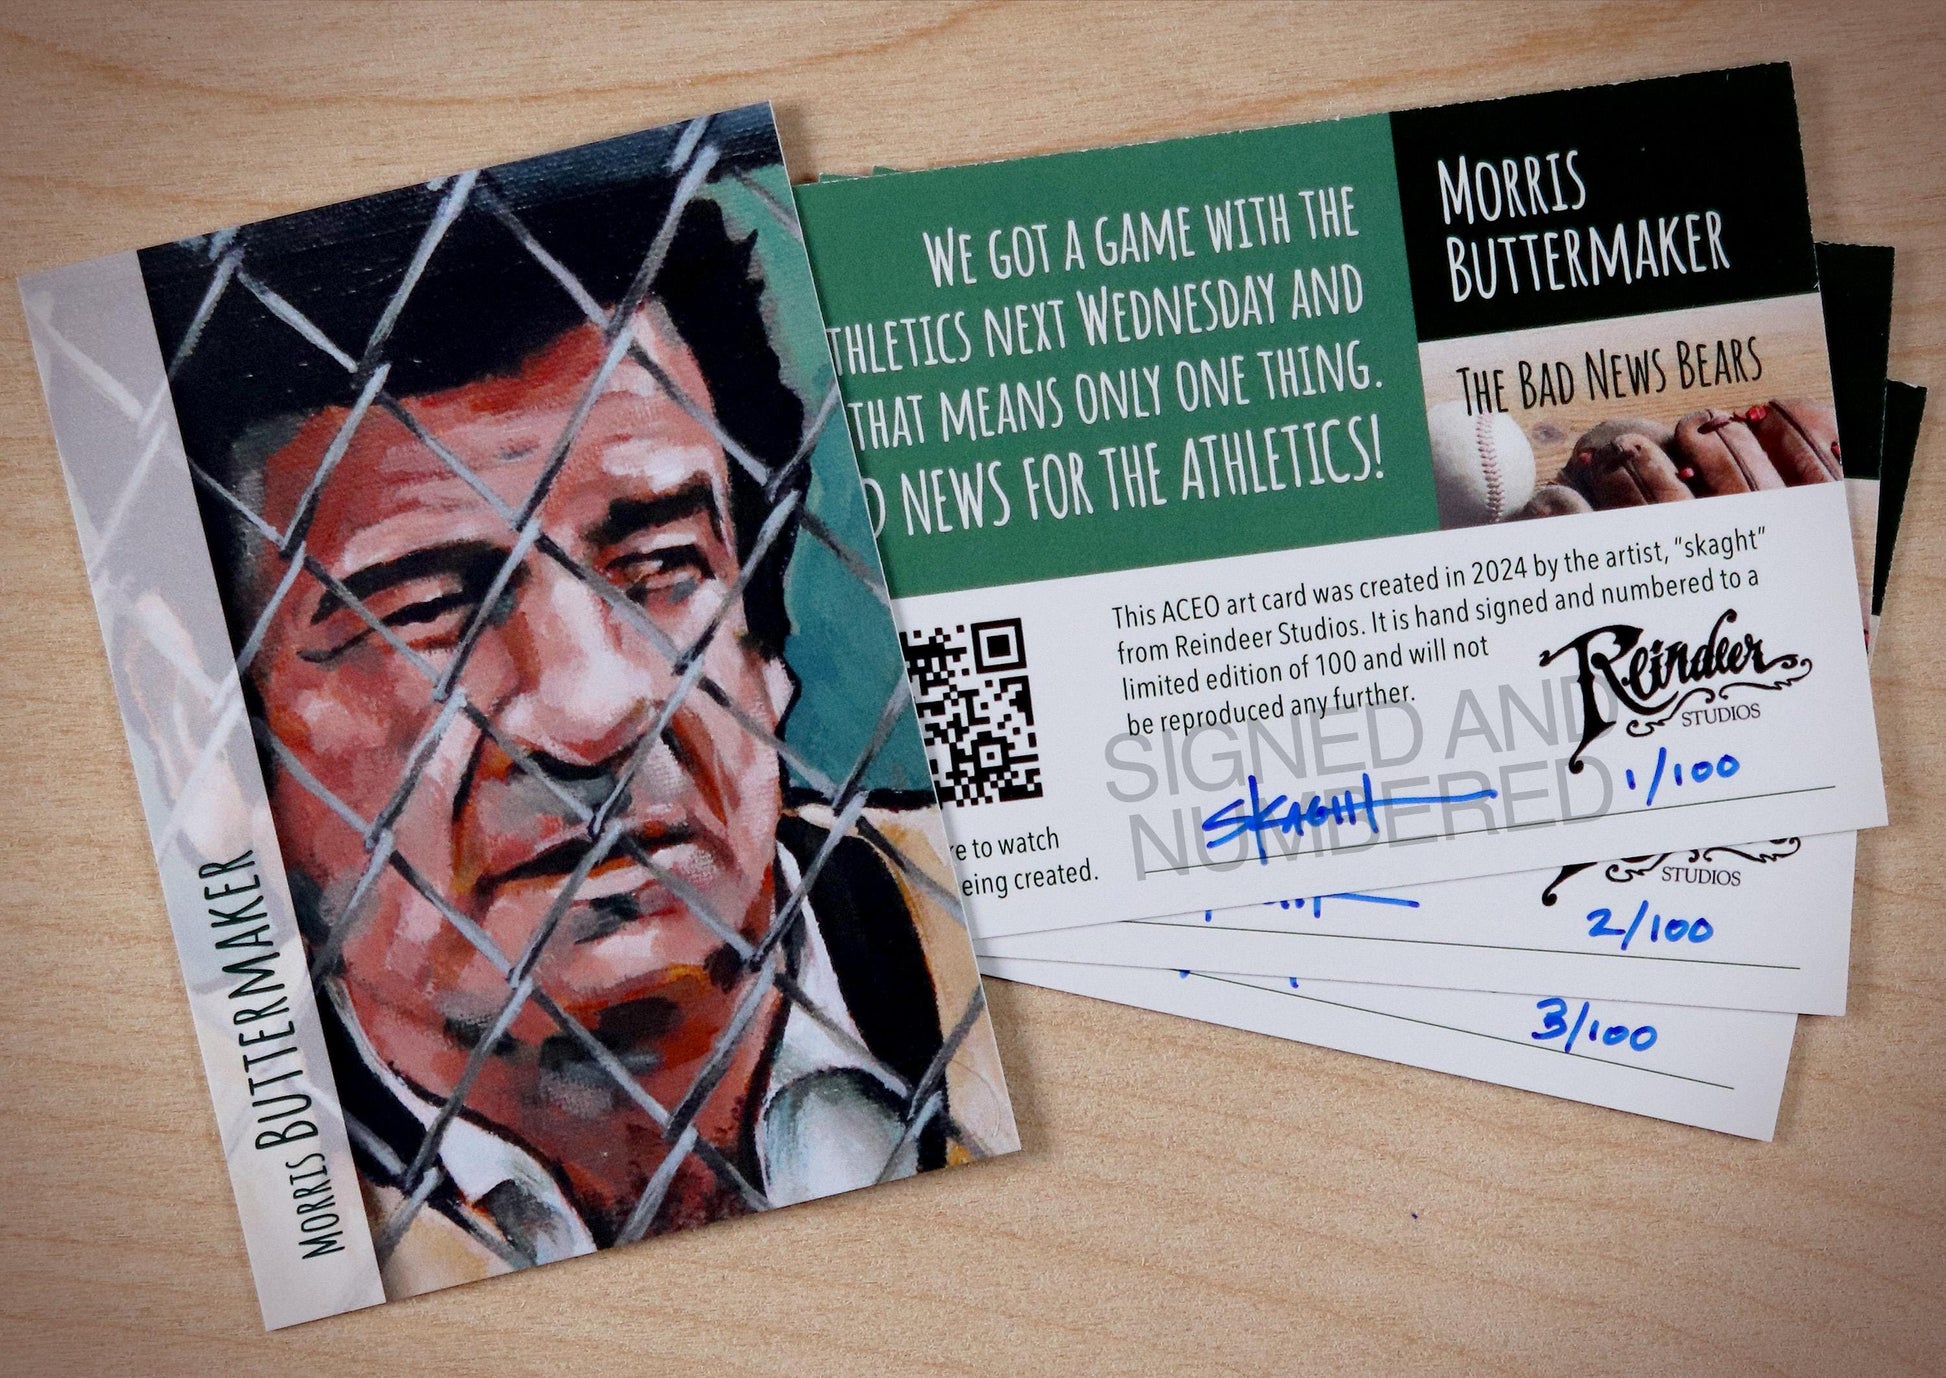 Morris Buttermaker
We got a game with the
thletics next Wednesday and
that means only one thing.
d news for the Athletics!
Morris
Buttermaker
The Bad News Bears
This ACEO art card was created in 2024 by the artist, "skaght"
from Reindeer Studios. It is hand signed and numbered to a
limited edition of 100 and will not
be reproduced any further.
Reindeer
STUDIOS
SIGNED AND
NUMBERED
SKAGHT
1/100
re to watch
eing created.
STUDIOS
2/100
3/100